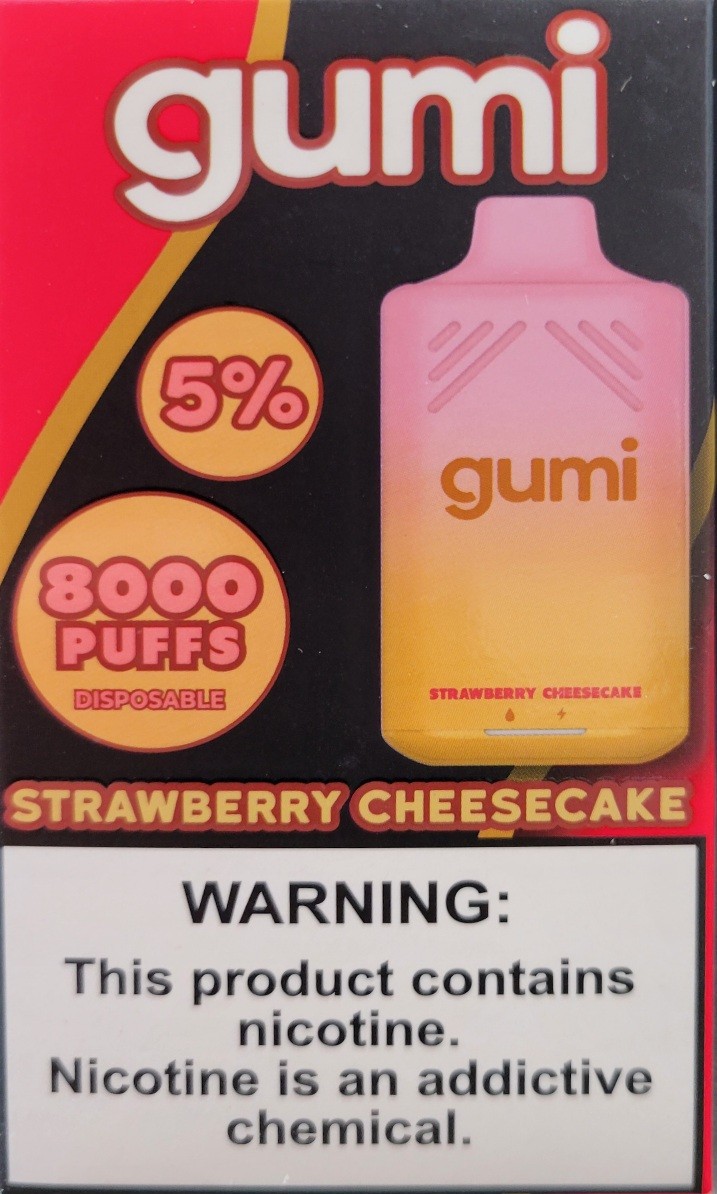 gumi
5%
8000
PUFFS
DISPOSABLE
gumi
STRAWBERRY CHEESECAKE
STRAWBERRY CHEESECAKE
WARNING:
This product contains
nicotine.
Nicotine is an addictive
chemical.